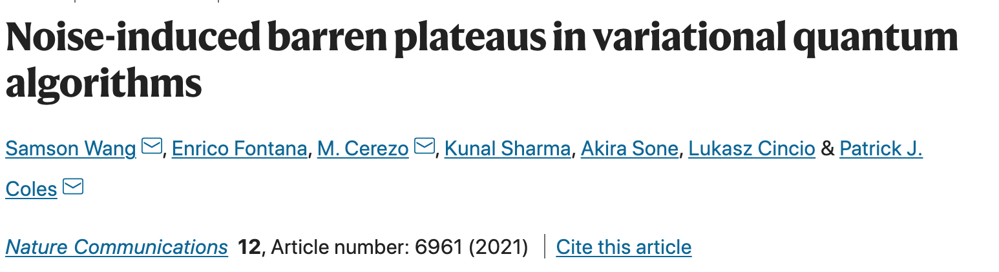 Noise-induced barren plateaus in variational quantum
algorithms
Samson Wang, Enrico Fontana, M. Cerezo, Kunal Sharma, Akira Sone, Lukasz Cincio & Patrick J.
Coles
Nature Communications 12, Article number: 6961 (2021) | Cite this article